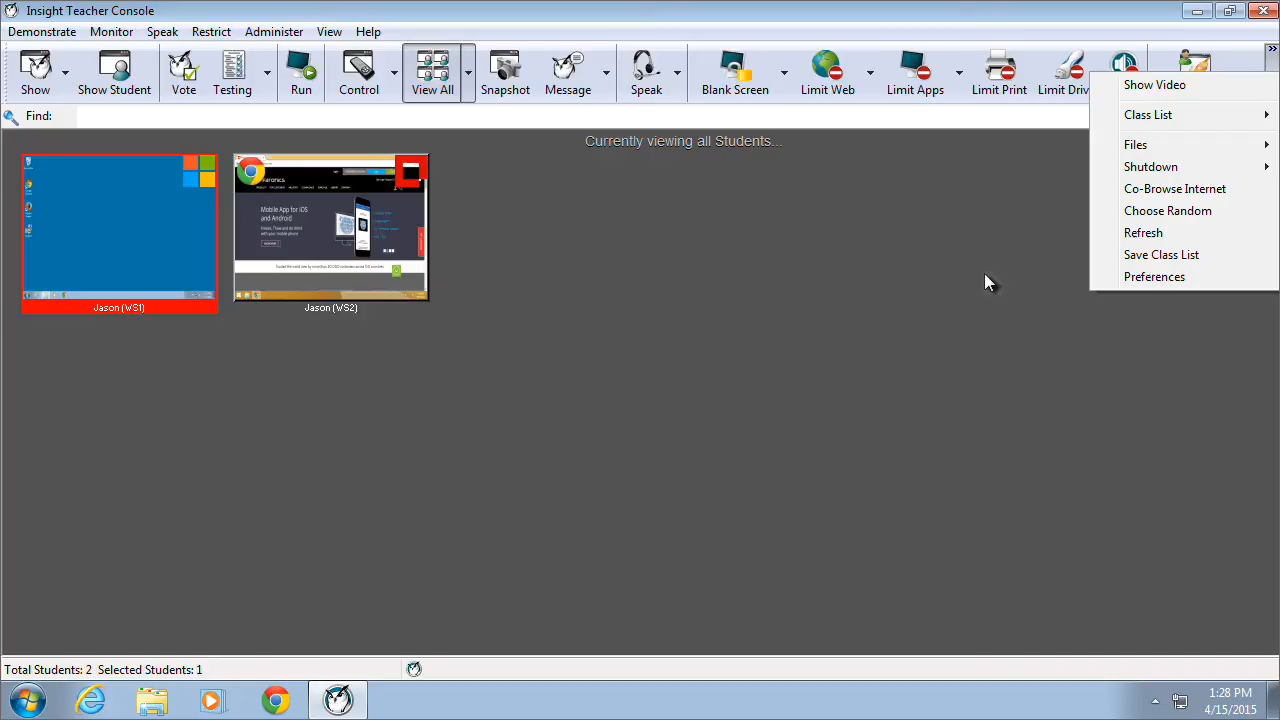 Insight Teacher Console
Demonstrate Monitor Speak Restrict Administer View Help
Show Show Student Vote Testing Run Control View All Snapshot Message Speak Blank Screen Limit Web Limit Apps Limit Print Limit Driv
Find:
Show Video
Class List
Files
Shutdown
Co-Browse Internet
Choose Random
Refresh
Save Class List
Preferences
Currently viewing all Students...
Mobile App for iOS
and Android
Jason (WS1)
Jason (WS2)
Total Students: 2 Selected Students: 1
1:28 PM
4/15/2015